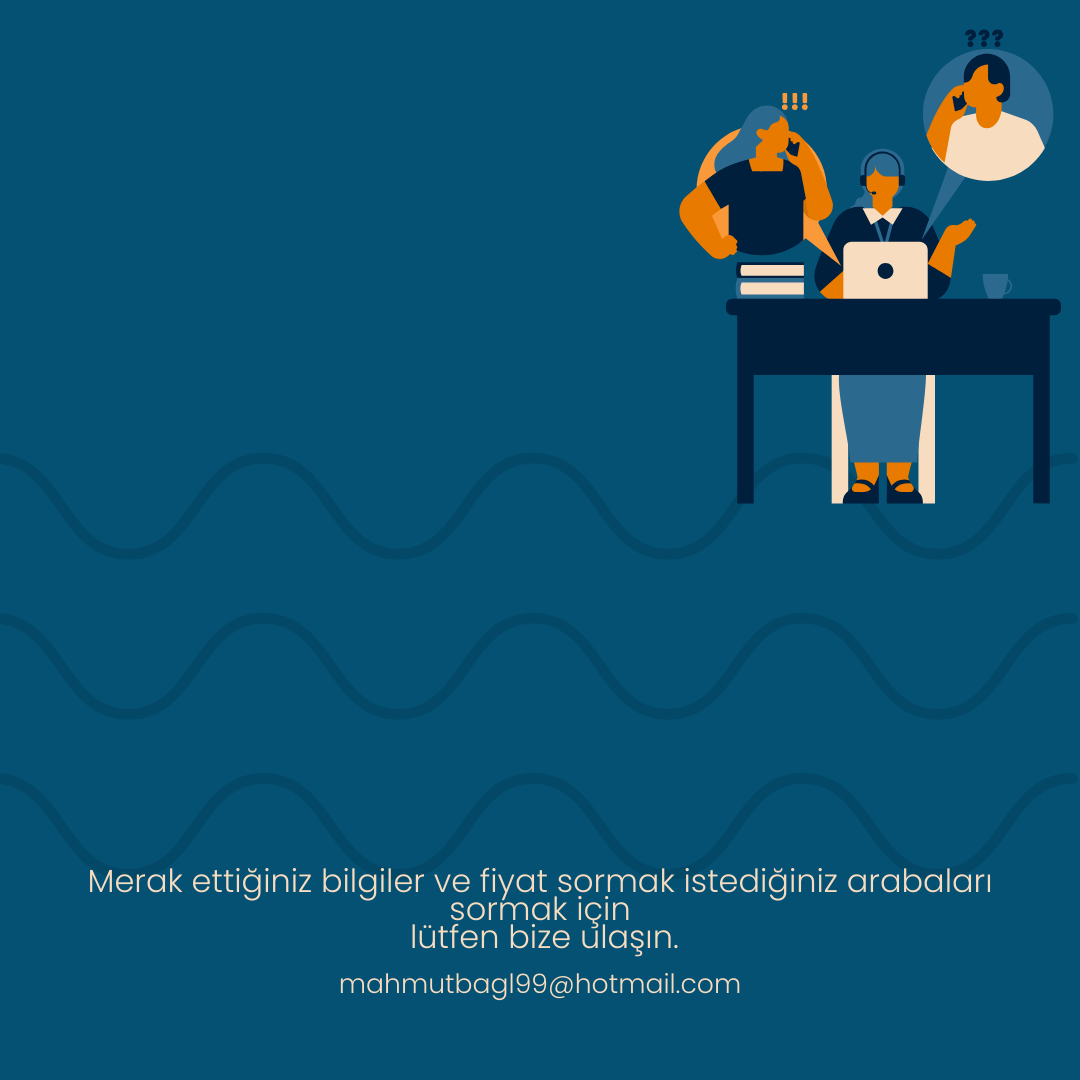 ???
!!!
Merak ettiğiniz bilgiler ve fiyat sormak istediğiniz arabaları
sormak için
lütfen bize ulaşın.
mahmutbagl99@hotmail.com